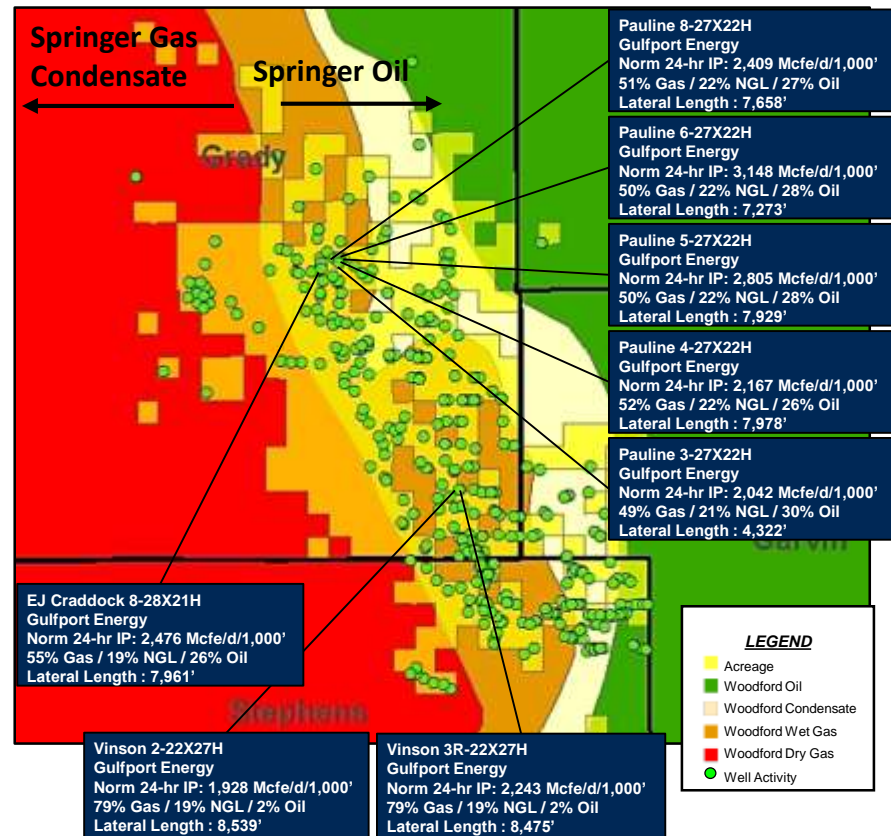 Springer Gas
Condensate
Springer Oil
Grady
Pauline 8-27X22H
Gulfport Energy
Norm 24-hr IP: 2,409 Mcfe/d/1,000’
51% Gas / 22% NGL / 27% Oil
Lateral Length : 7,658’
Pauline 6-27X22H
Gulfport Energy
Norm 24-hr IP: 3,148 Mcfe/d/1,000’
50% Gas / 22% NGL / 28% Oil
Lateral Length : 7,273’
Pauline 5-27X22H
Gulfport Energy
Norm 24-hr IP: 2,805 Mcfe/d/1,000’
50% Gas / 22% NGL / 28% Oil
Lateral Length : 7,929’
Pauline 4-27X22H
Gulfport Energy
Norm 24-hr IP: 2,167 Mcfe/d/1,000’
52% Gas / 22% NGL / 26% Oil
Lateral Length : 7,978’
Pauline 3-27X22H
Gulfport Energy
Norm 24-hr IP: 2,042 Mcfe/d/1,000’
49% Gas / 21% NGL / 30% Oil
Lateral Length : 4,322’
Garvin
EJ Craddock 8-28X21H
Gulfport Energy
Norm 24-hr IP: 2,476 Mcfe/d/1,000’
55% Gas / 19% NGL / 26% Oil
Lateral Length : 7,961’
Stephens
Vinson 2-22X27H
Gulfport Energy
Norm 24-hr IP: 1,928 Mcfe/d/1,000’
79% Gas / 19% NGL / 2% Oil
Lateral Length : 8,539’
Vinson 3R-22X27H
Gulfport Energy
Norm 24-hr IP: 2,243 Mcfe/d/1,000’
79% Gas / 19% NGL / 2% Oil
Lateral Length : 8,475’
LEGEND
Acreage
Woodford Oil
Woodford Condensate
Woodford Wet Gas
Woodford Dry Gas
Well Activity